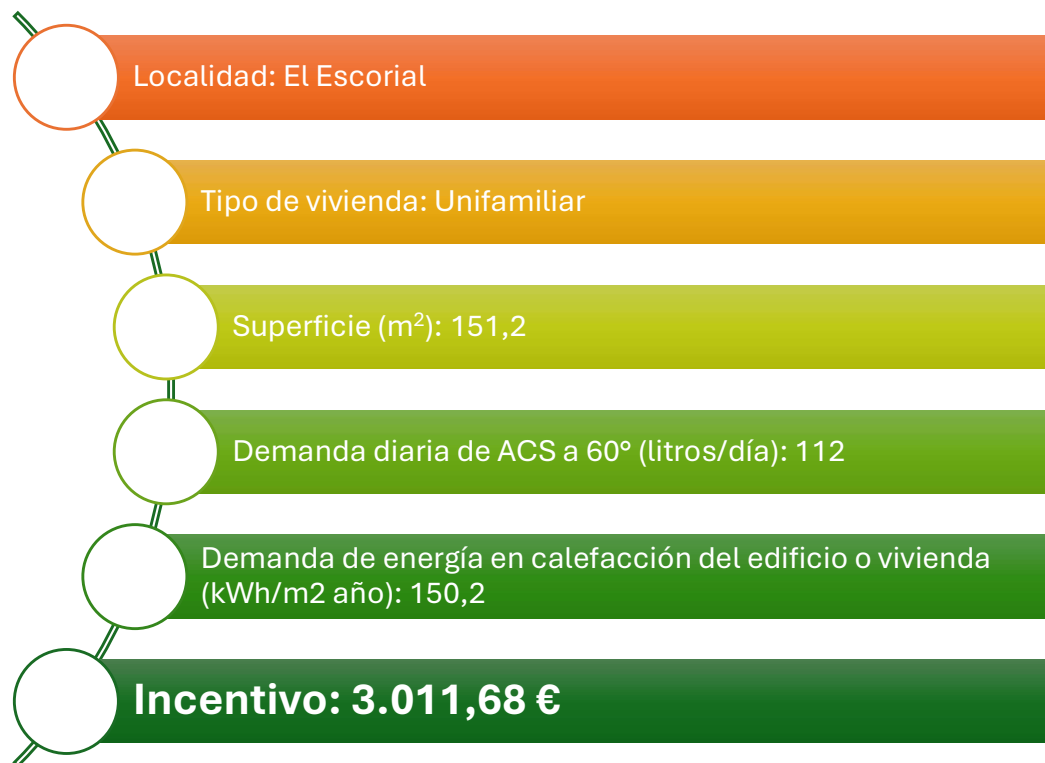 Localidad: El Escorial
Tipo de vivienda: Unifamiliar
Superficie (m²): 151,2
Demanda diaria de ACS a 60° (litros/día): 112
Demanda de energía en calefacción del edificio o vivienda
(kWh/m2 año): 150,2
Incentivo: 3.011,68 €